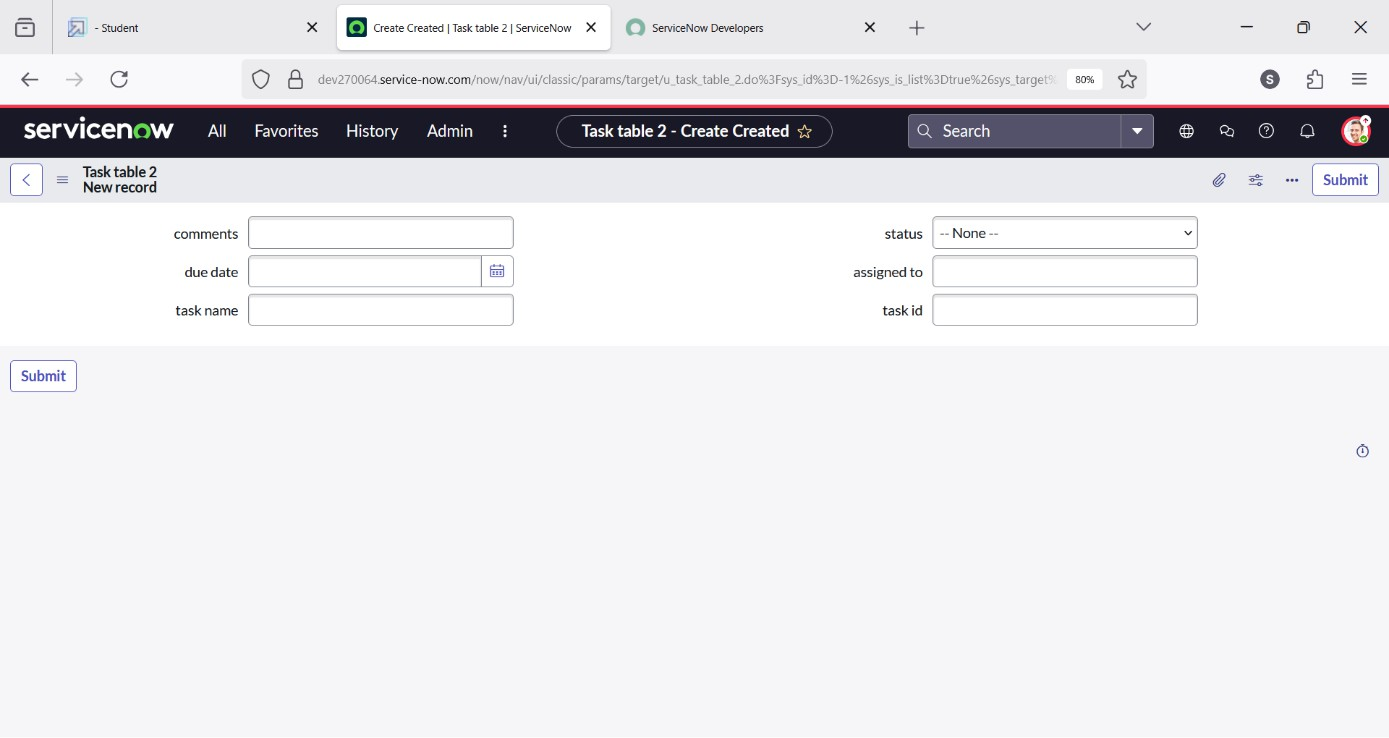 - Student
Create Created | Task table 2 | ServiceNow
ServiceNow Developers
dev270064.service-now.com/now/nav/ui/classic/params/target/u_task_table_2.do%3Fsys_id%3D-1%26sys_is_list%3Dtrue%26sys_target%
80%
S
servicenow
All
Favorites
History
Admin
Task table 2 - Create Created
Search
Task table 2
New record
Submit
comments
status
-- None --
due date
assigned to
task name
task id
Submit